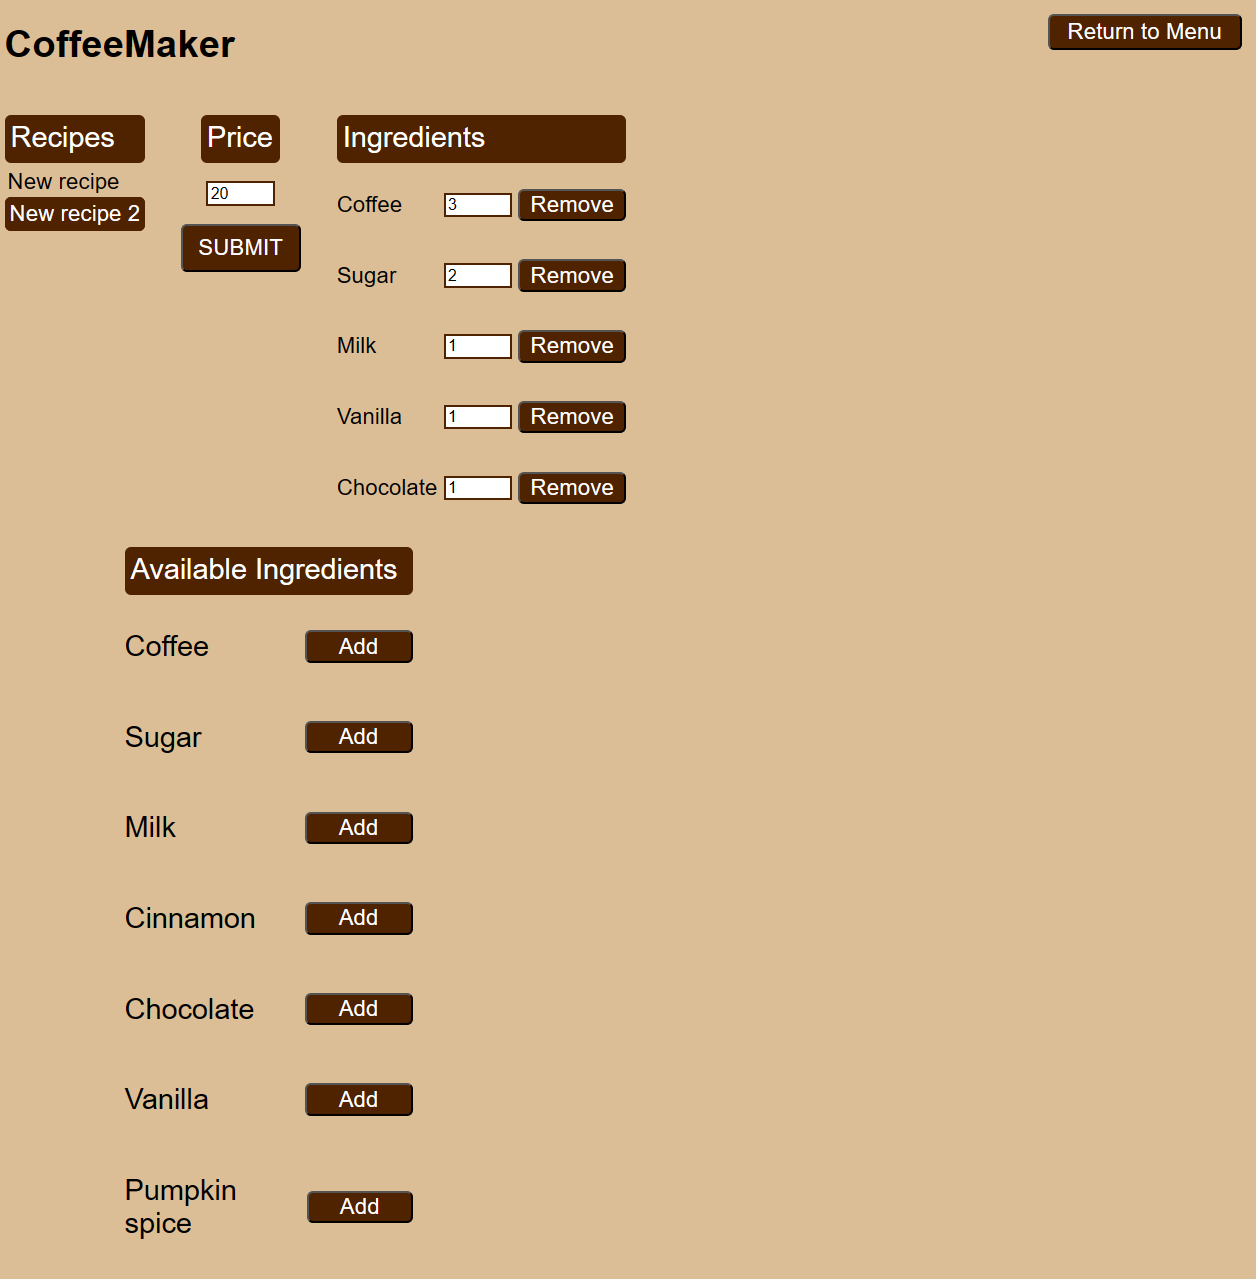 CoffeeMaker
Return to Menu
Recipes
New recipe
New recipe 2
Price
20
SUBMIT
Ingredients
Coffee 3 Remove
Sugar 2 Remove
Milk 1 Remove
Vanilla 1 Remove
Chocolate 1 Remove
Available Ingredients
Coffee Add
Sugar Add
Milk Add
Cinnamon Add
Chocolate Add
Vanilla Add
Pumpkin
spice Add